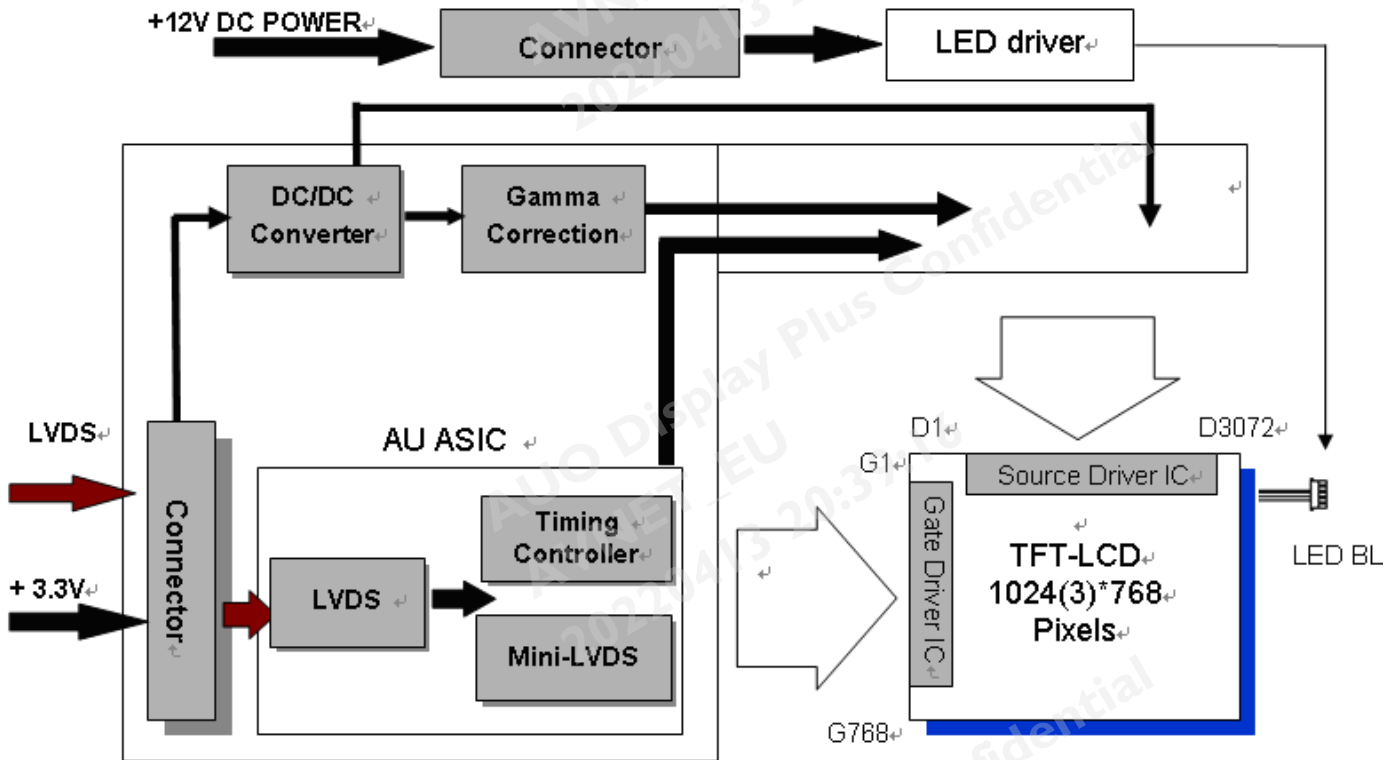 +12V DC POWER
Connector
LED driver
DC/DC
Converter
Gamma
Correction
LVDS
+ 3.3V
Connector
AU ASIC
LVDS
Timing
Controller
Mini-LVDS
D1
D3072
G1
G768
Source Driver IC
Gate Driver IC
TFT-LCD
1024(3)*768
Pixels
LED BL
AUO Display Plus Confidential
AVNET_EU